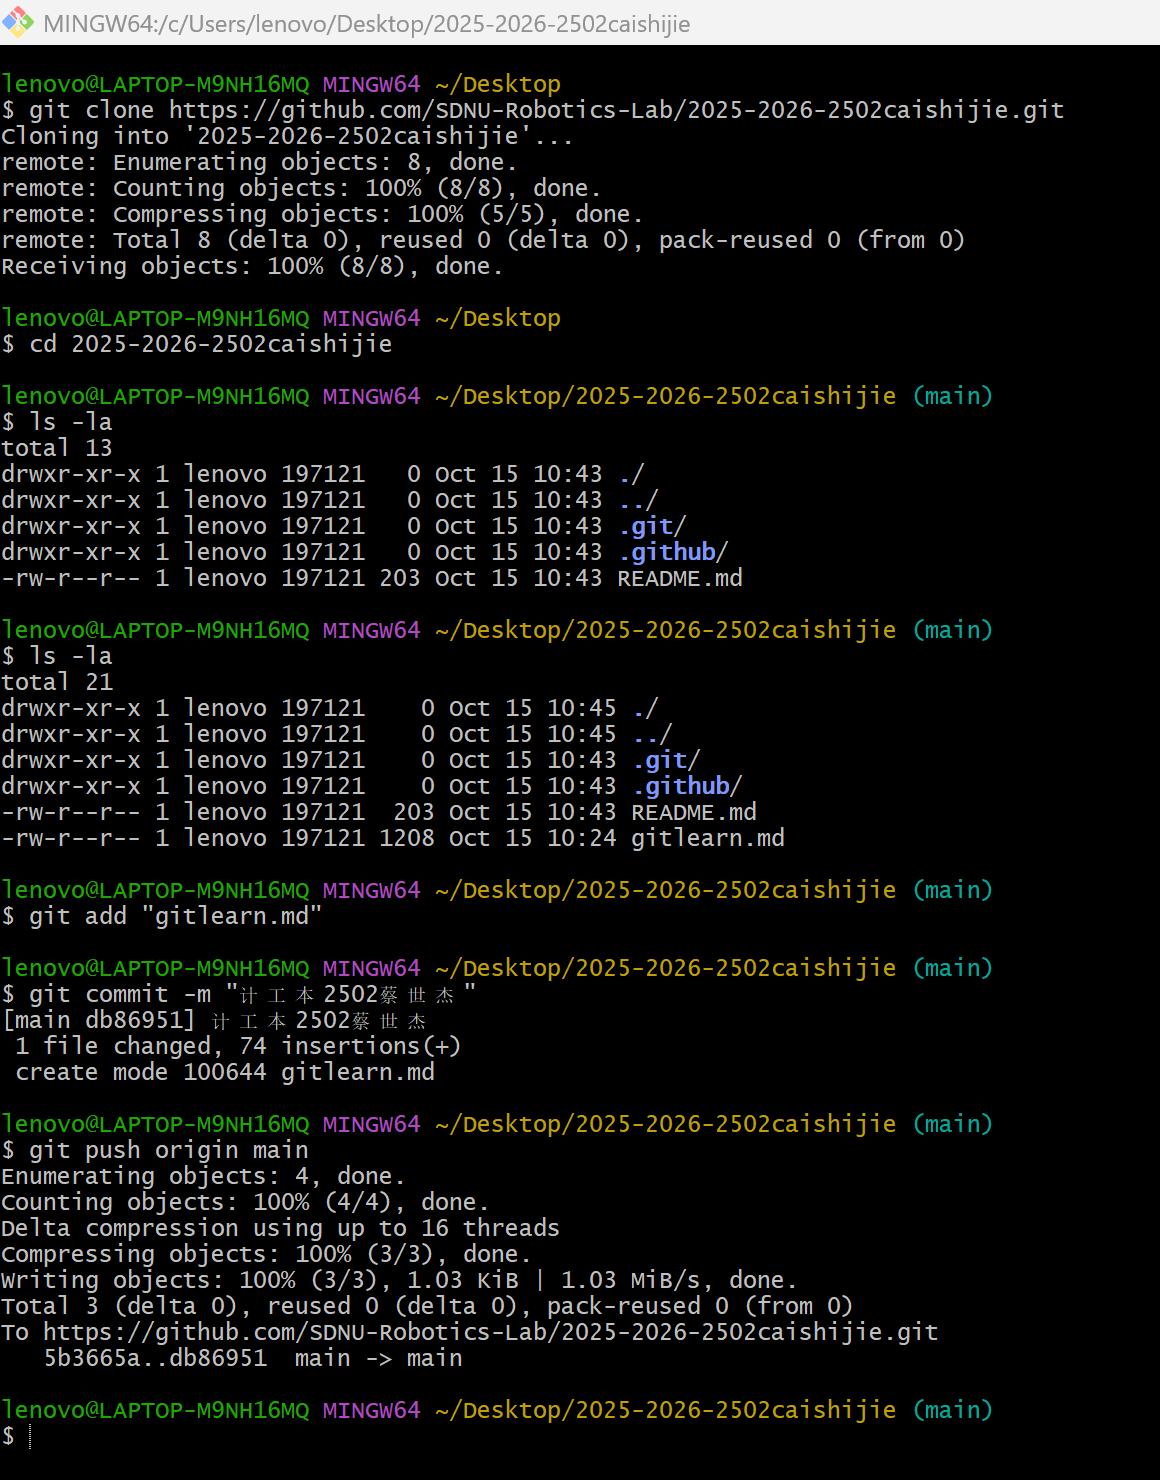 MINGW64:/c/Users/lenovo/Desktop/2025-2026-2502caishijie
lenovo@LAPTOP-M9NH16MQ MINGW64 ~/Desktop
$ git clone https://github.com/SDNU-Robotics-Lab/2025-2026-2502caishijie.git
Cloning into '2025-2026-2502caishijie'...
remote: Enumerating objects: 8, done.
remote: Counting objects: 100% (8/8), done.
remote: Compressing objects: 100% (5/5), done.
remote: Total 8 (delta 0), reused 0 (delta 0), pack-reused 0 (from 0)
Receiving objects: 100% (8/8), done.
lenovo@LAPTOP-M9NH16MQ MINGW64 ~/Desktop
$ cd 2025-2026-2502caishijie
lenovo@LAPTOP-M9NH16MQ MINGW64 ~/Desktop/2025-2026-2502caishijie (main)
$ ls -la
total 13
drwxr-xr-x 1 lenovo 197121   0 Oct 15 10:43 ./
drwxr-xr-x 1 lenovo 197121   0 Oct 15 10:43 ../
drwxr-xr-x 1 lenovo 197121   0 Oct 15 10:43 .git/
drwxr-xr-x 1 lenovo 197121   0 Oct 15 10:43 .github/
-rw-r--r-- 1 lenovo 197121 203 Oct 15 10:43 README.md
lenovo@LAPTOP-M9NH16MQ MINGW64 ~/Desktop/2025-2026-2502caishijie (main)
$ ls -la
total 21
drwxr-xr-x 1 lenovo 197121    0 Oct 15 10:45 ./
drwxr-xr-x 1 lenovo 197121    0 Oct 15 10:45 ../
drwxr-xr-x 1 lenovo 197121    0 Oct 15 10:43 .git/
drwxr-xr-x 1 lenovo 197121    0 Oct 15 10:43 .github/
-rw-r--r-- 1 lenovo 197121  203 Oct 15 10:43 README.md
-rw-r--r-- 1 lenovo 197121 1208 Oct 15 10:24 gitlearn.md
lenovo@LAPTOP-M9NH16MQ MINGW64 ~/Desktop/2025-2026-2502caishijie (main)
$ git add "gitlearn.md"
lenovo@LAPTOP-M9NH16MQ MINGW64 ~/Desktop/2025-2026-2502caishijie (main)
$ git commit -m "计工本2502蔡世杰"
[main db86951] 计工本2502蔡世杰
 1 file changed, 74 insertions(+)
 create mode 100644 gitlearn.md
lenovo@LAPTOP-M9NH16MQ MINGW64 ~/Desktop/2025-2026-2502caishijie (main)
$ git push origin main
Enumerating objects: 4, done.
Counting objects: 100% (4/4), done.
Delta compression using up to 16 threads
Compressing objects: 100% (3/3), done.
Writing objects: 100% (3/3), 1.03 KiB | 1.03 MiB/s, done.
Total 3 (delta 0), reused 0 (delta 0), pack-reused 0 (from 0)
To https://github.com/SDNU-Robotics-Lab/2025-2026-2502caishijie.git
   5b3665a..db86951  main -> main
lenovo@LAPTOP-M9NH16MQ MINGW64 ~/Desktop/2025-2026-2502caishijie (main)
$